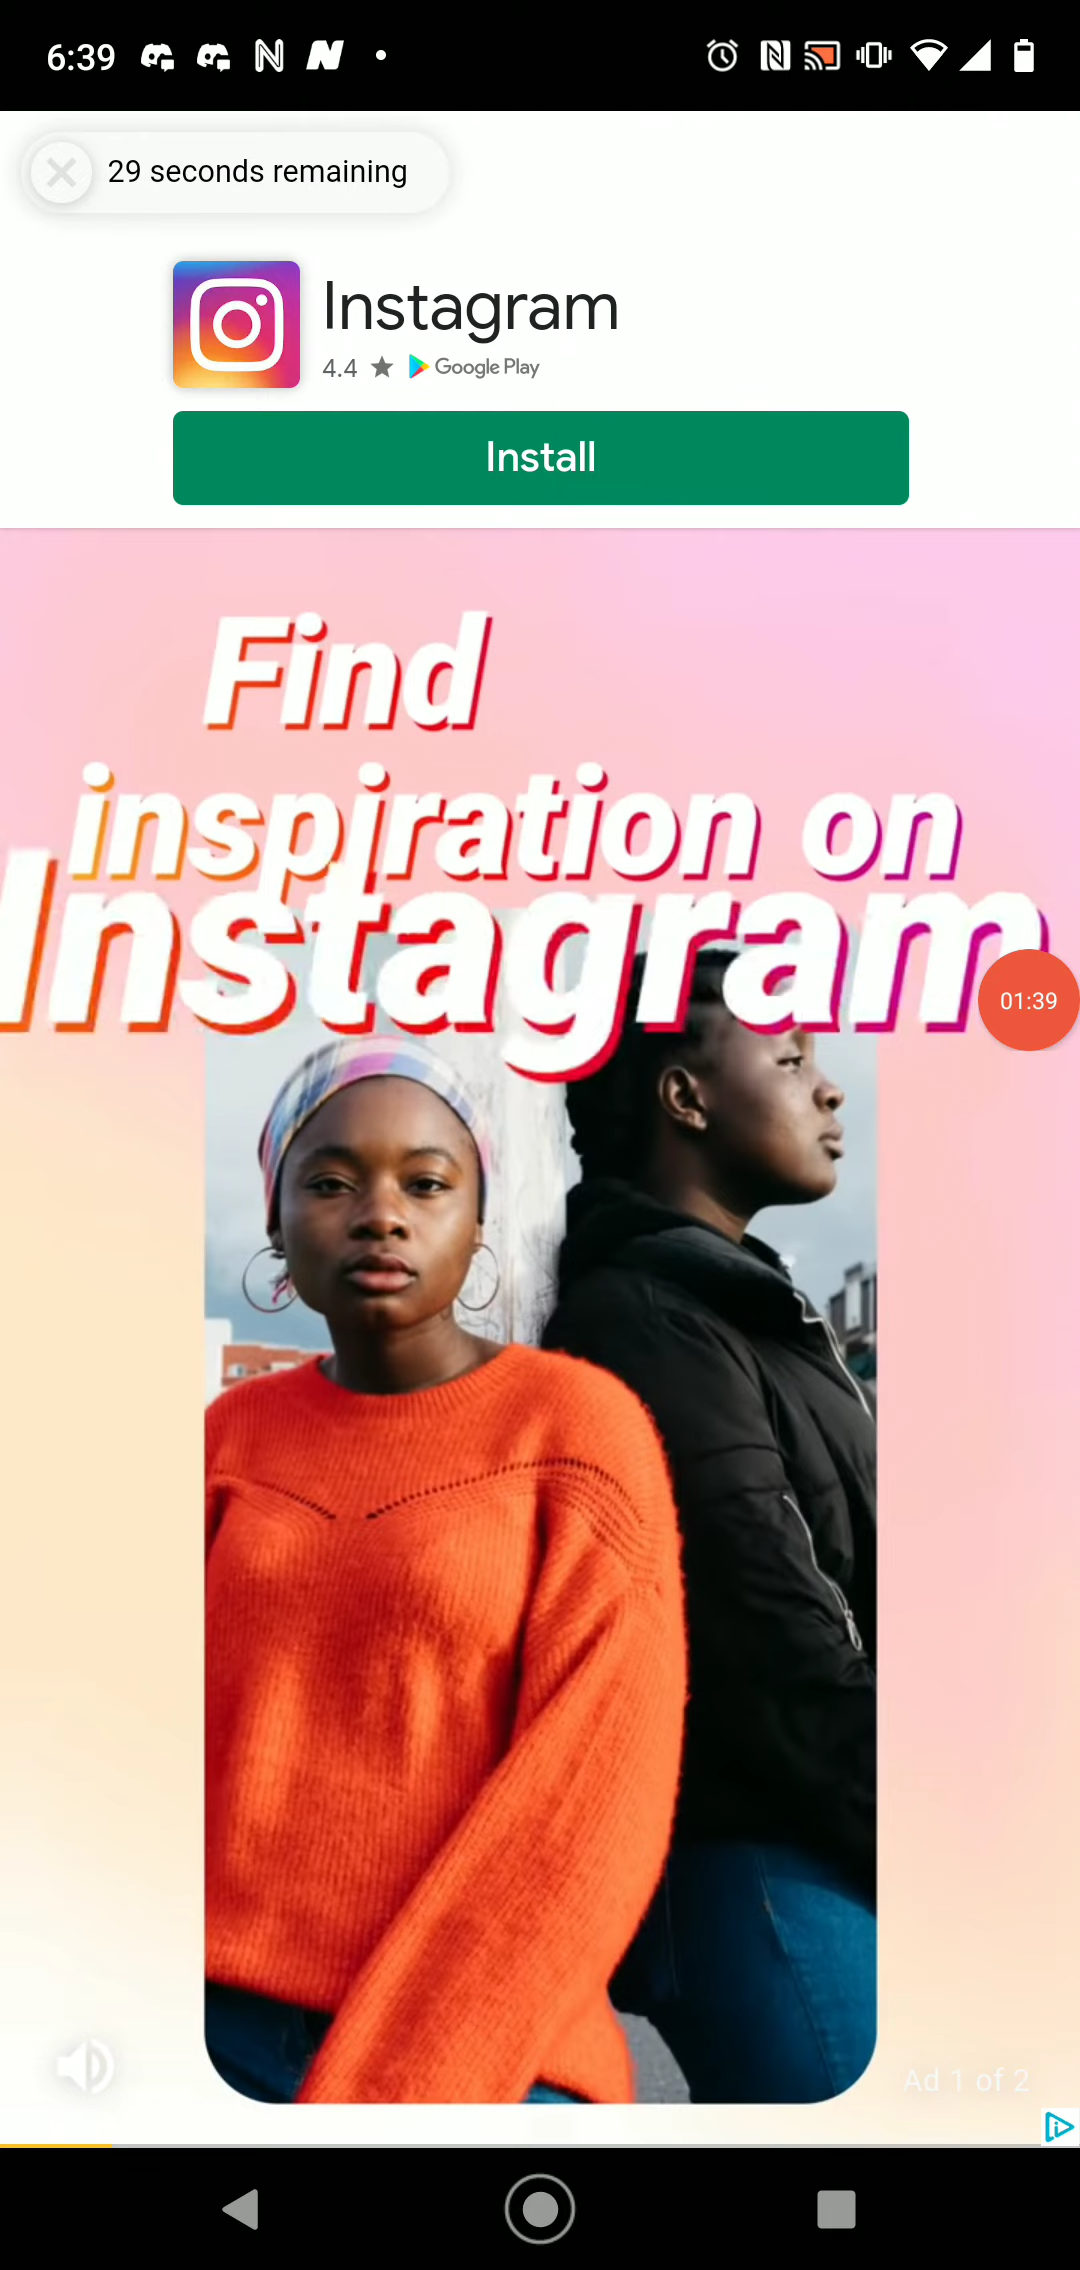 6:39
29 seconds remaining
Instagram
4.4 ★ Google Play
Install
Find
inspiration on
Instagram
01:39
Ad 1 of 2